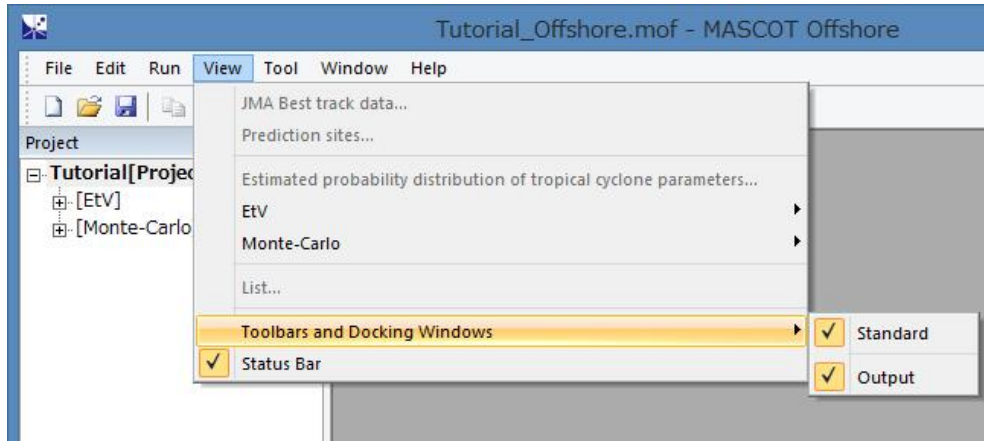 Tutorial_Offshore.mof - MASCOT Offshore
File Edit Run View Tool Window Help
JMA Best track data...
Project
Prediction sites...
Tutorial[Projec
Estimated probability distribution of tropical cyclone parameters...
[EtV]
EtV
[Monte-Carlo
Monte-Carlo
List...
Toolbars and Docking Windows
Standard
Status Bar
Output